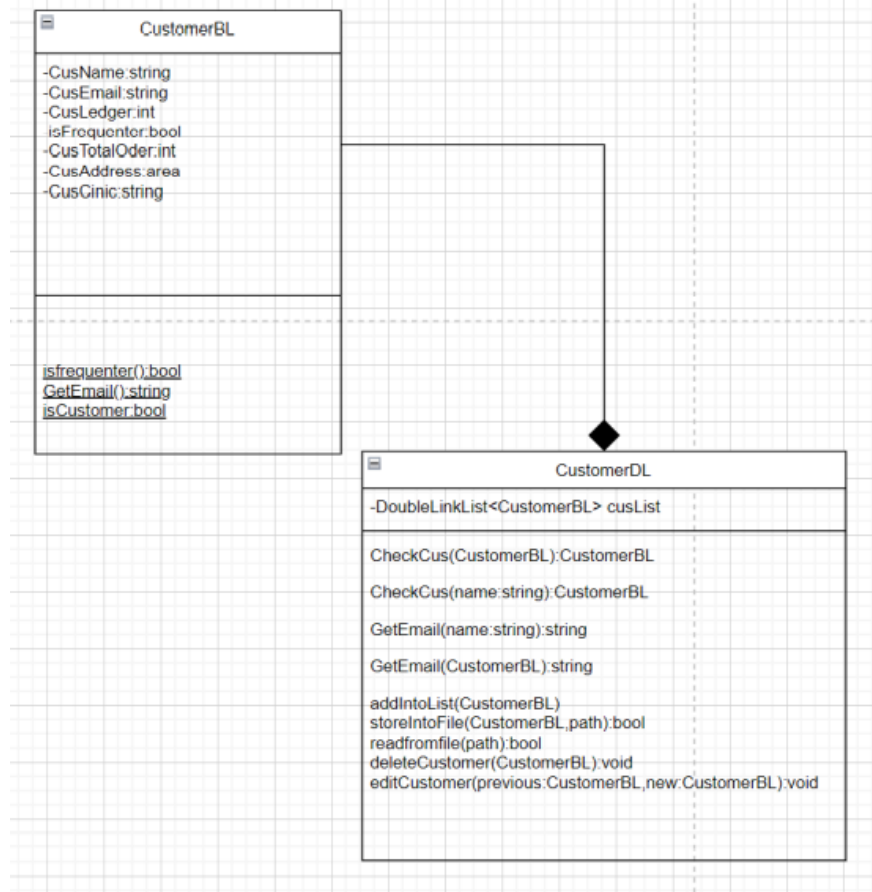 CustomerBL
-CusName:string
-CusEmail:string
-CusLedger:int
isFrequenter:bool
-CusTotalOder:int
-CusAddress:area
-CusCinic:string
isfrequenter():bool
GetEmail():string
isCustomer:bool
CustomerDL
-DoubleLinkList<CustomerBL> cusList
CheckCus(CustomerBL):CustomerBL
CheckCus(name:string):CustomerBL
GetEmail(name:string):string
GetEmail(CustomerBL):string
addIntoList(CustomerBL)
storeIntoFile(CustomerBL,path):bool
readfromfile(path):bool
deleteCustomer(CustomerBL):void
editCustomer(previous:CustomerBL,new:CustomerBL):void